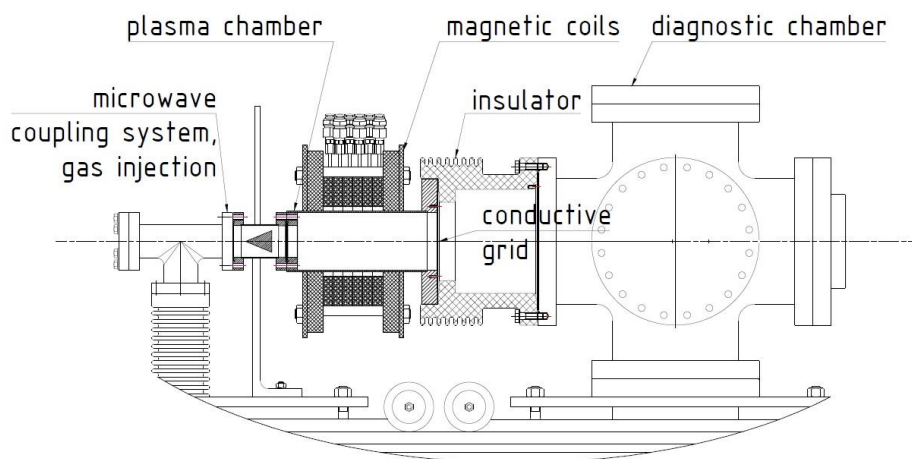 plasma chamber
magnetic coils
diagnostic chamber
microwave
coupling system,
gas injection
insulator
conductive
grid